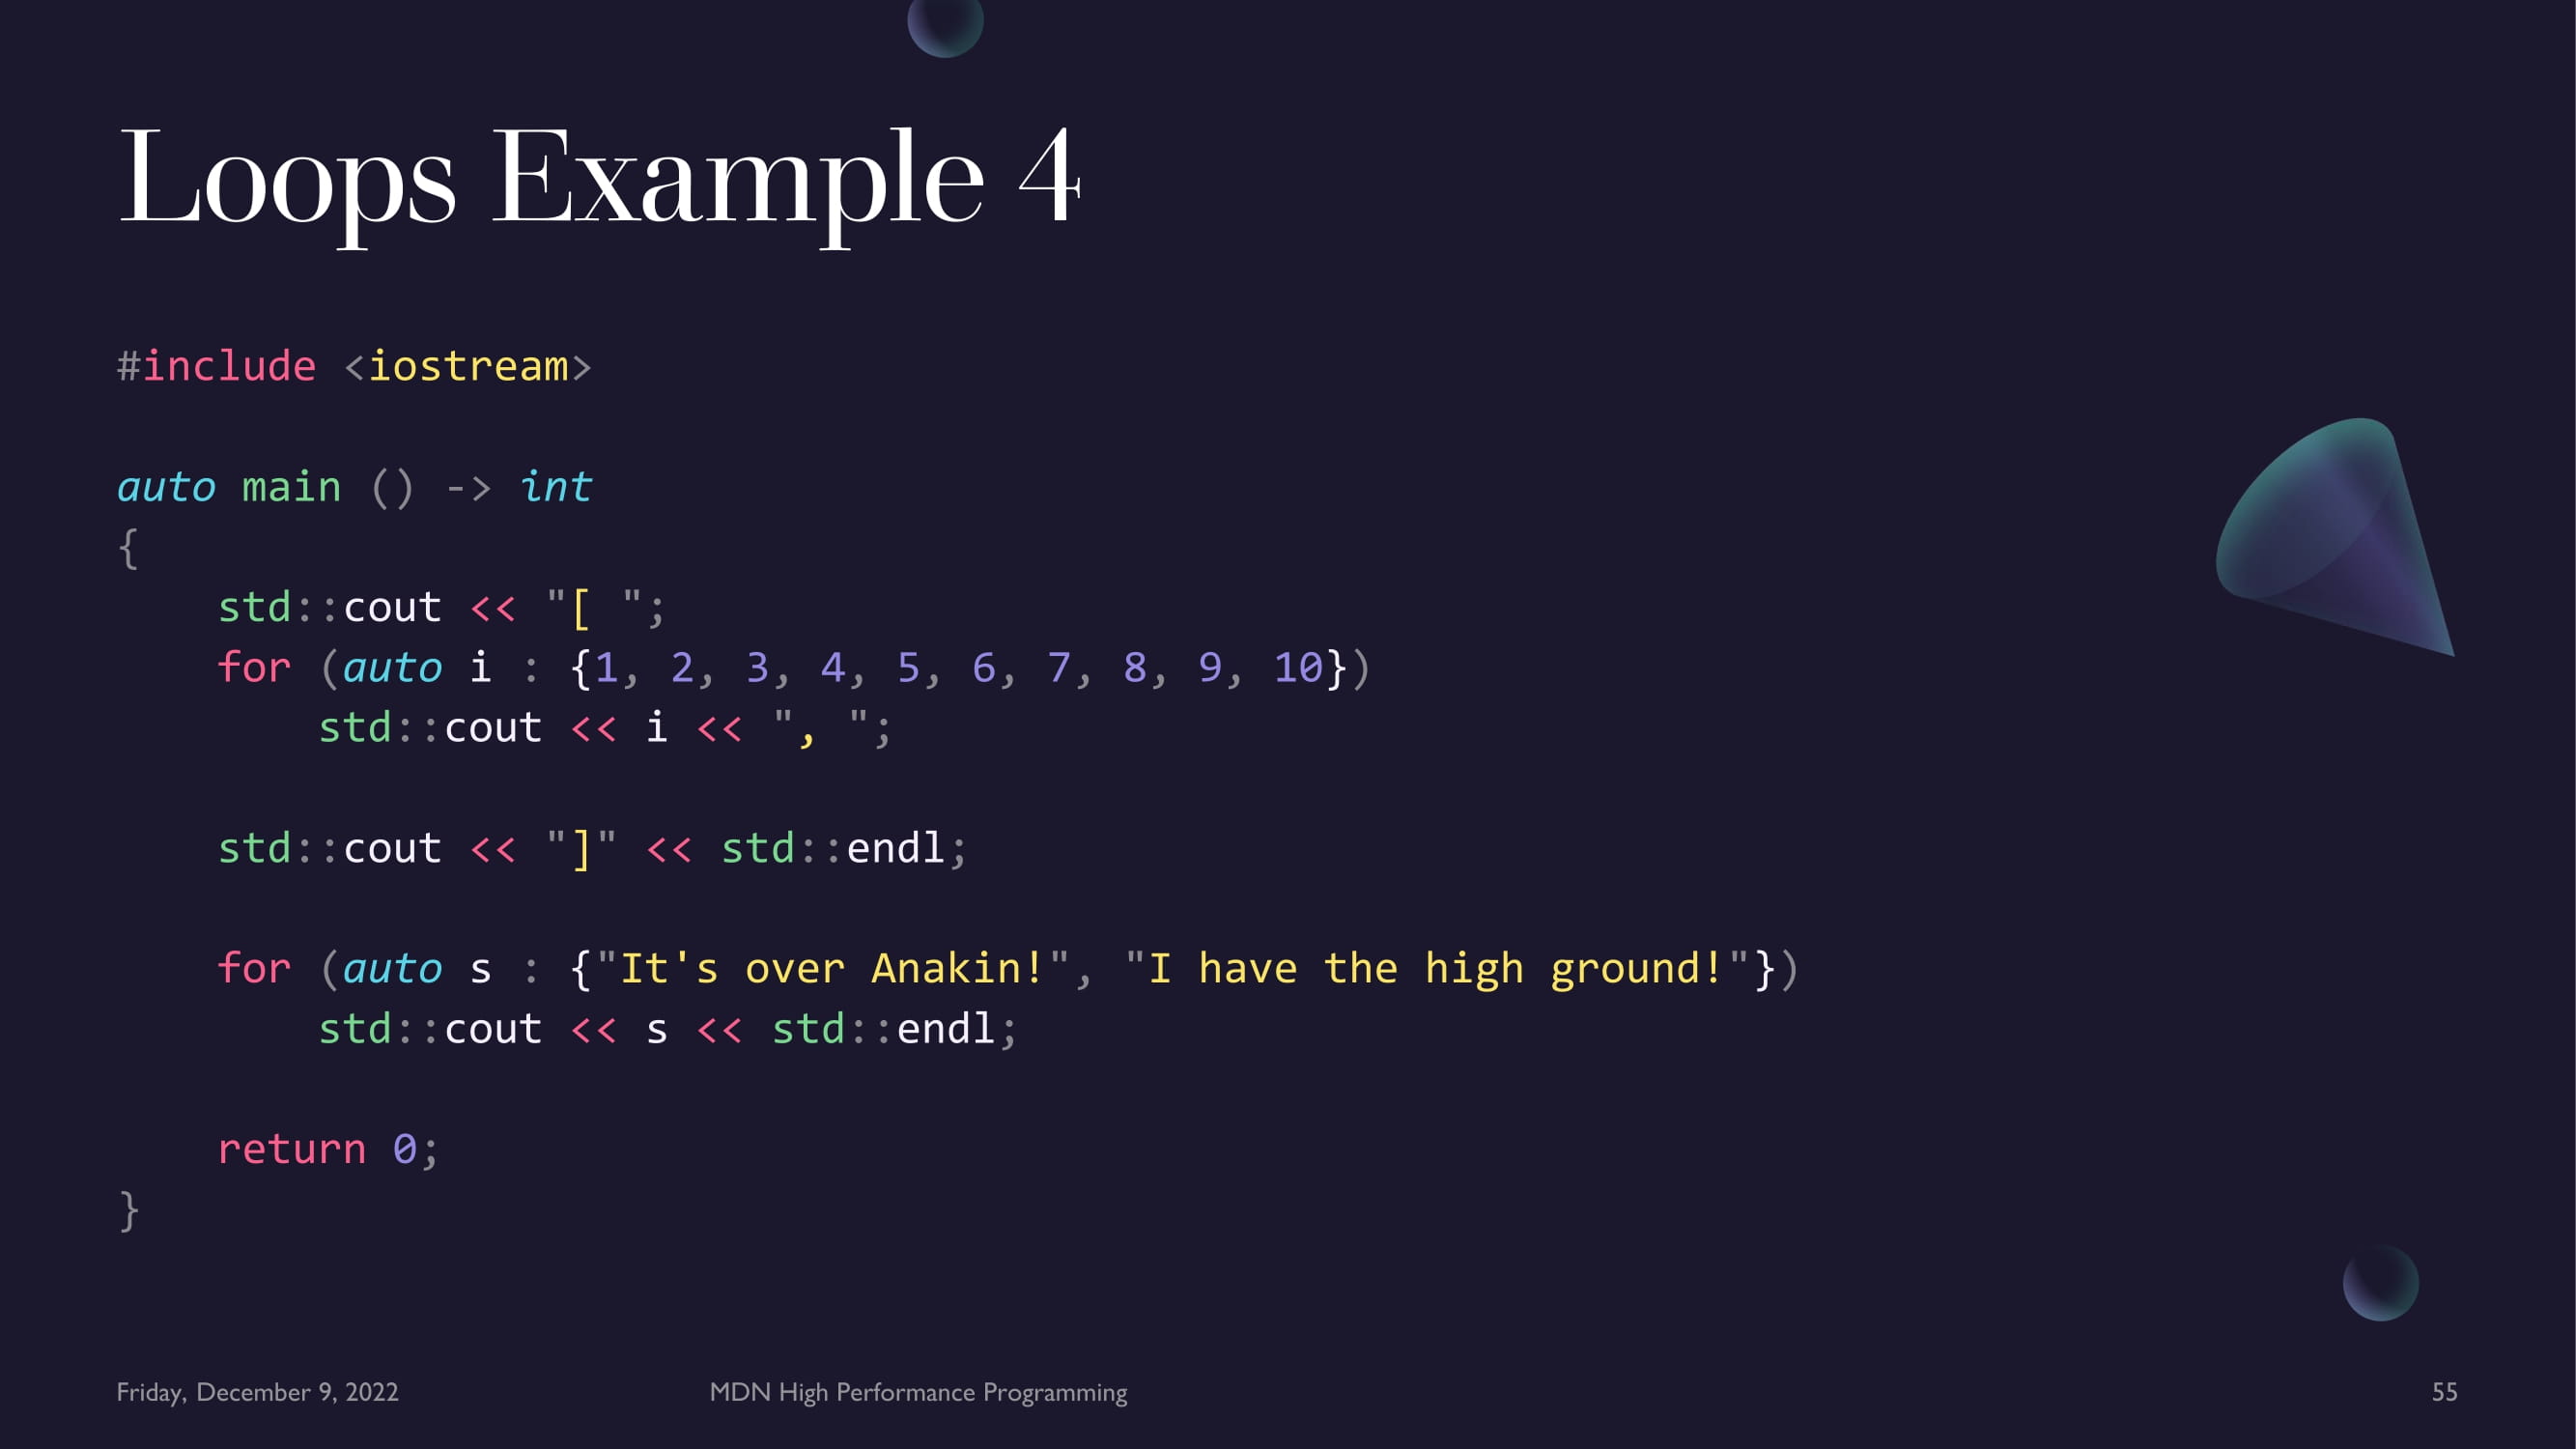 Loops Example 4
#include <iostream>
auto main () -> int
{
    std::cout << "[ ";
    for (auto i : {1, 2, 3, 4, 5, 6, 7, 8, 9, 10})
        std::cout << i << ", ";
    std::cout << "]" << std::endl;
    for (auto s : {"It's over Anakin!", "I have the high ground!"})
        std::cout << s << std::endl;
    return 0;
}
Friday, December 9, 2022
MDN High Performance Programming
55